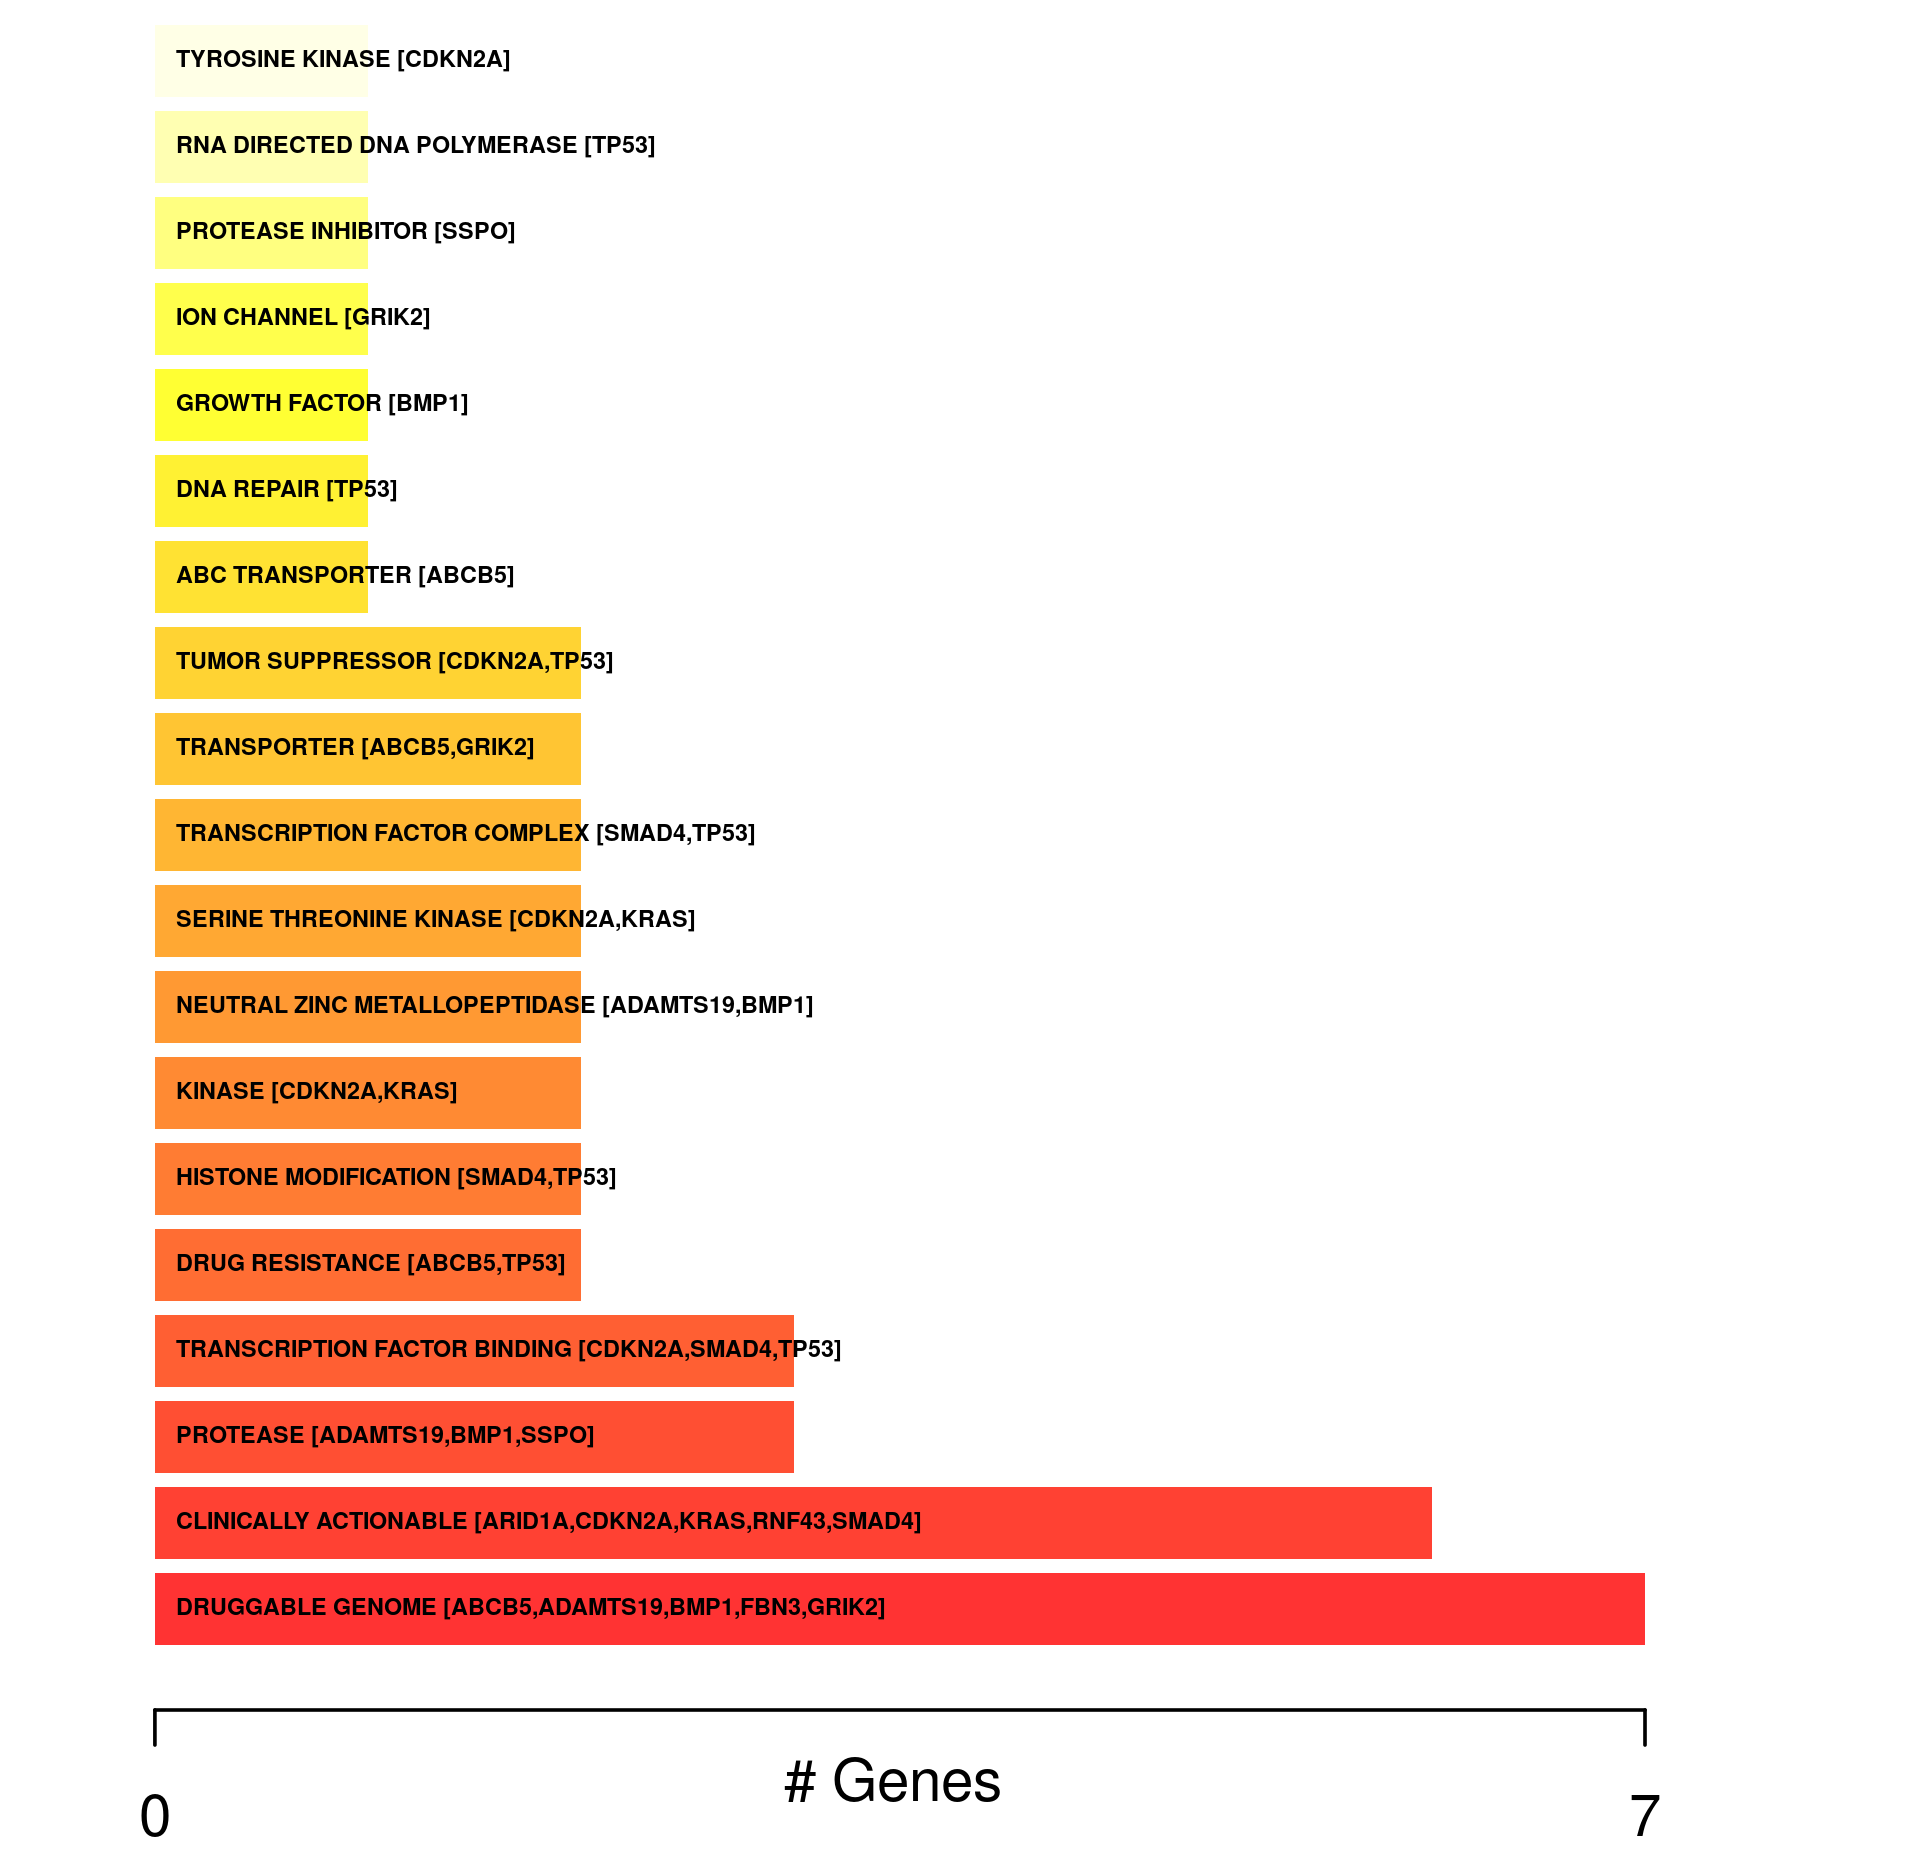 TYROSINE KINASE [CDKN2A]
RNA DIRECTED DNA POLYMERASE [TP53]
PROTEASE INHIBITOR [SSPO]
ION CHANNEL [GRIK2]
GROWTH FACTOR [BMP1]
DNA REPAIR [TP53]
ABC TRANSPORTER [ABCB5]
TUMOR SUPPRESSOR [CDKN2A,TP53]
TRANSPORTER [ABCB5,GRIK2]
TRANSCRIPTION FACTOR COMPLEX [SMAD4,TP53]
SERINE THREONINE KINASE [CDKN2A,KRAS]
NEUTRAL ZINC METALLOPEPTIDASE [ADAMTS19,BMP1]
KINASE [CDKN2A,KRAS]
HISTONE MODIFICATION [SMAD4,TP53]
DRUG RESISTANCE [ABCB5,TP53]
TRANSCRIPTION FACTOR BINDING [CDKN2A,SMAD4,TP53]
PROTEASE [ADAMTS19,BMP1,SSPO]
CLINICALLY ACTIONABLE [ARID1A,CDKN2A,KRAS,RNF43,SMAD4]
DRUGGABLE GENOME [ABCB5,ADAMTS19,BMP1,FBN3,GRIK2]
# Genes
0 7